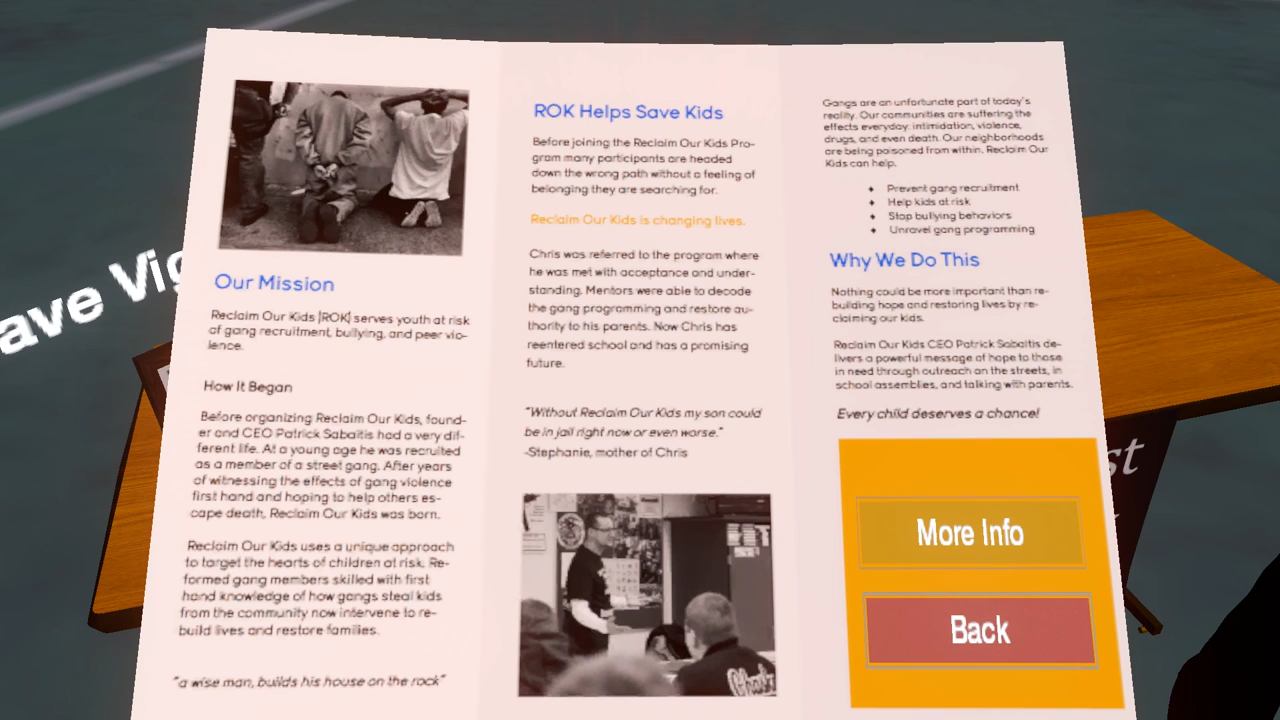 ave Vig
Our Mission
Reclaim Our Kids (ROK) serves youth at risk
of gang recruitment, bullying, and peer vio-
lence.
How It Began
Before organizing Reclaim Our Kids, found-
er and CEO Patrick Sabaitis had a very dif-
ferent life. At a young age he was recruited
as a member of a street gang. After years
of witnessing the effects of gang violence
first hand and hoping to help others es-
cape death, Reclaim Our Kids was born.
Reclaim Our Kids uses a unique approach
to target the hearts of children at risk. Re-
formed gang members skilled with first
hand knowledge of how gangs steal kids
from the community now intervene to re-
build lives and restore families.
"a wise man, builds his house on the rock"
ROK Helps Save Kids
Before joining the Reclaim Our Kids Pro-
gram many participants are headed
down the wrong path without a feeling of
belonging they are searching for.
Reclaim Our Kids is changing lives.
Chris was referred to the program where
he was met with acceptance and under-
standing. Mentors were able to decode
the gang programming and restore au-
thority to his parents. Now Chris has
reentered school and has a promising
future.
"Without Reclaim Our Kids my son could
be in jail right now or even worse."
-Stephanie, mother of Chris
Gangs are an unfortunate part of today's
reality. Our communities are suffering the
effects everyday: intimidation, violence,
drugs, and even death. Our neighborhoods
are being poisoned from within. Reclaim Our
Kids can help.
♦ Prevent gang recruitment
♦ Help kids at risk
♦ Stop bullying behaviors
♦ Unravel gang programming
Why We Do This
Nothing could be more important than re-
building hope and restoring lives by re-
claiming our kids.
Reclaim Our Kids CEO Patrick Sabaitis de-
livers a powerful message of hope to those
in need through outreach on the streets, in
school assemblies, and talking with parents.
Every child deserves a chance!
More Info
Back
st